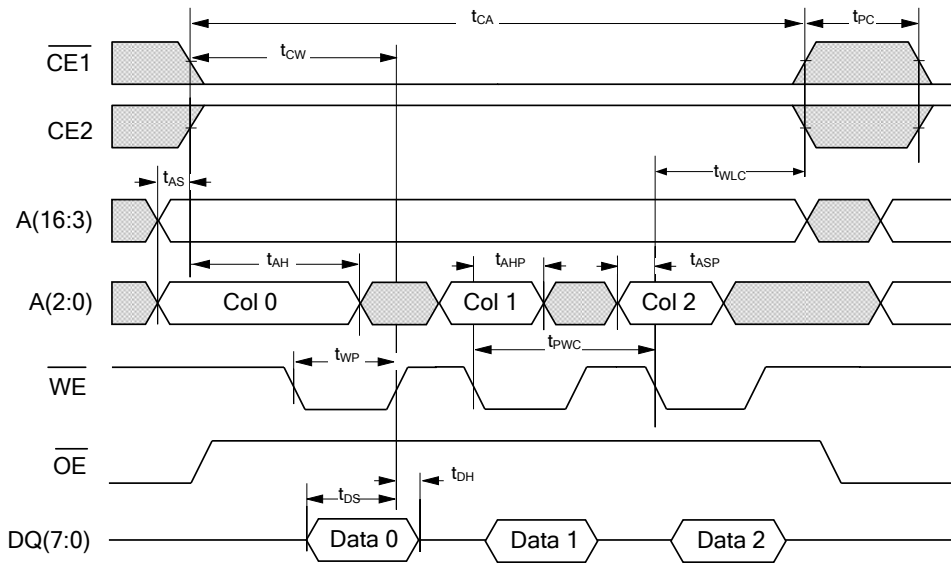 tCA
tPC
CE1
tCW
CE2
tAS
tWLC
A(16:3)
tAH
tAHP
tASP
A(2:0)
Col 0
Col 1
Col 2
tWP
tPWC
WE
OE
tDS
tDH
DQ(7:0)
Data 0
Data 1
Data 2